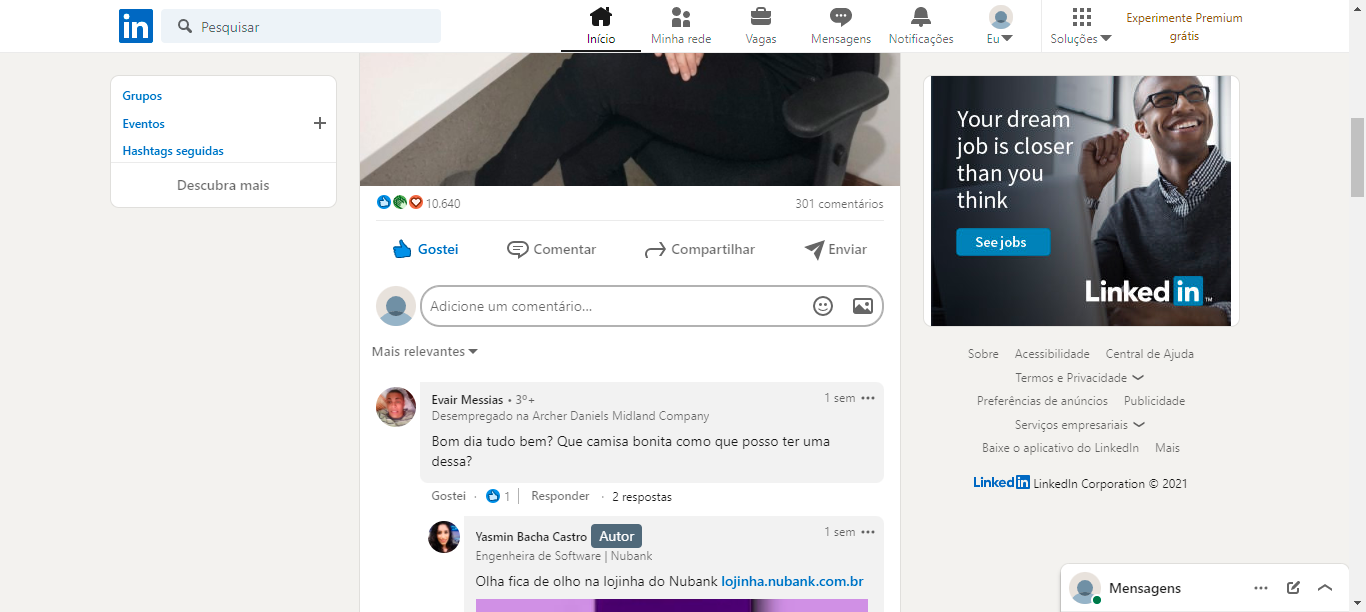 in
Pesquisar
Início
Minha rede
Vagas
Mensagens
Notificações
Eu
Soluções
Experimente Premium
grátis
Grupos
Eventos
Hashtags seguidas
Descubra mais
10.640
301 comentários
Gostei
Comentar
Compartilhar
Enviar
Adicione um comentário...
Mais relevantes
Evair Messias • 3º+
1 sem
Desempregado na Archer Daniels Midland Company
Bom dia tudo bem? Que camisa bonita como que posso ter uma
dessa?
Gostei · 1 | Responder · 2 respostas
Yasmin Bacha Castro Autor
1 sem
Engenheira de Software | Nubank
Olha fica de olho na lojinha do Nubank lojinha.nubank.com.br
Your dream
job is closer
than you
think
See jobs
Linked in ™
Sobre Acessibilidade Central de Ajuda
Termos e Privacidade
Preferências de anúncios Publicidade
Serviços empresariais
Baixe o aplicativo do LinkedIn Mais
Linked in LinkedIn Corporation © 2021
Mensagens